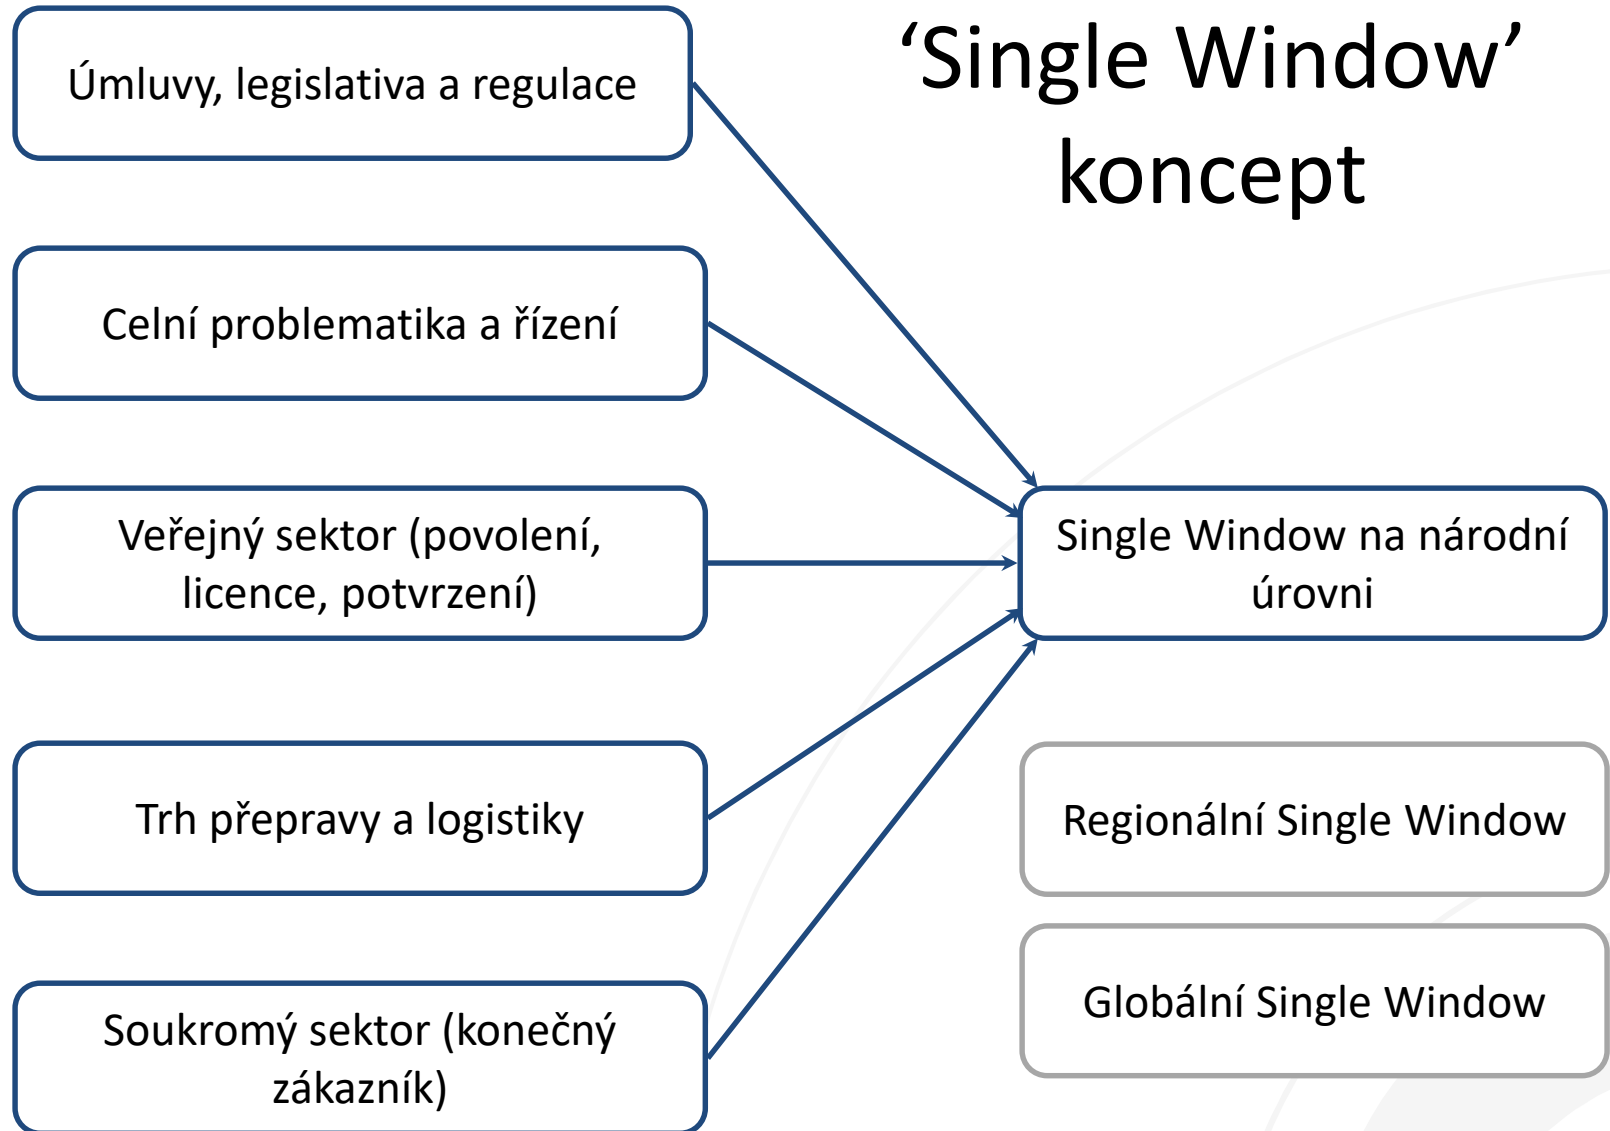 ‘Single Window’
koncept
Úmluvy, legislativa a regulace
Celní problematika a řízení
Veřejný sektor (povolení,
licence, potvrzení)
Trh přepravy a logistiky
Soukromý sektor (konečný
zákazník)
Single Window na národní
úrovni
Regionální Single Window
Globální Single Window